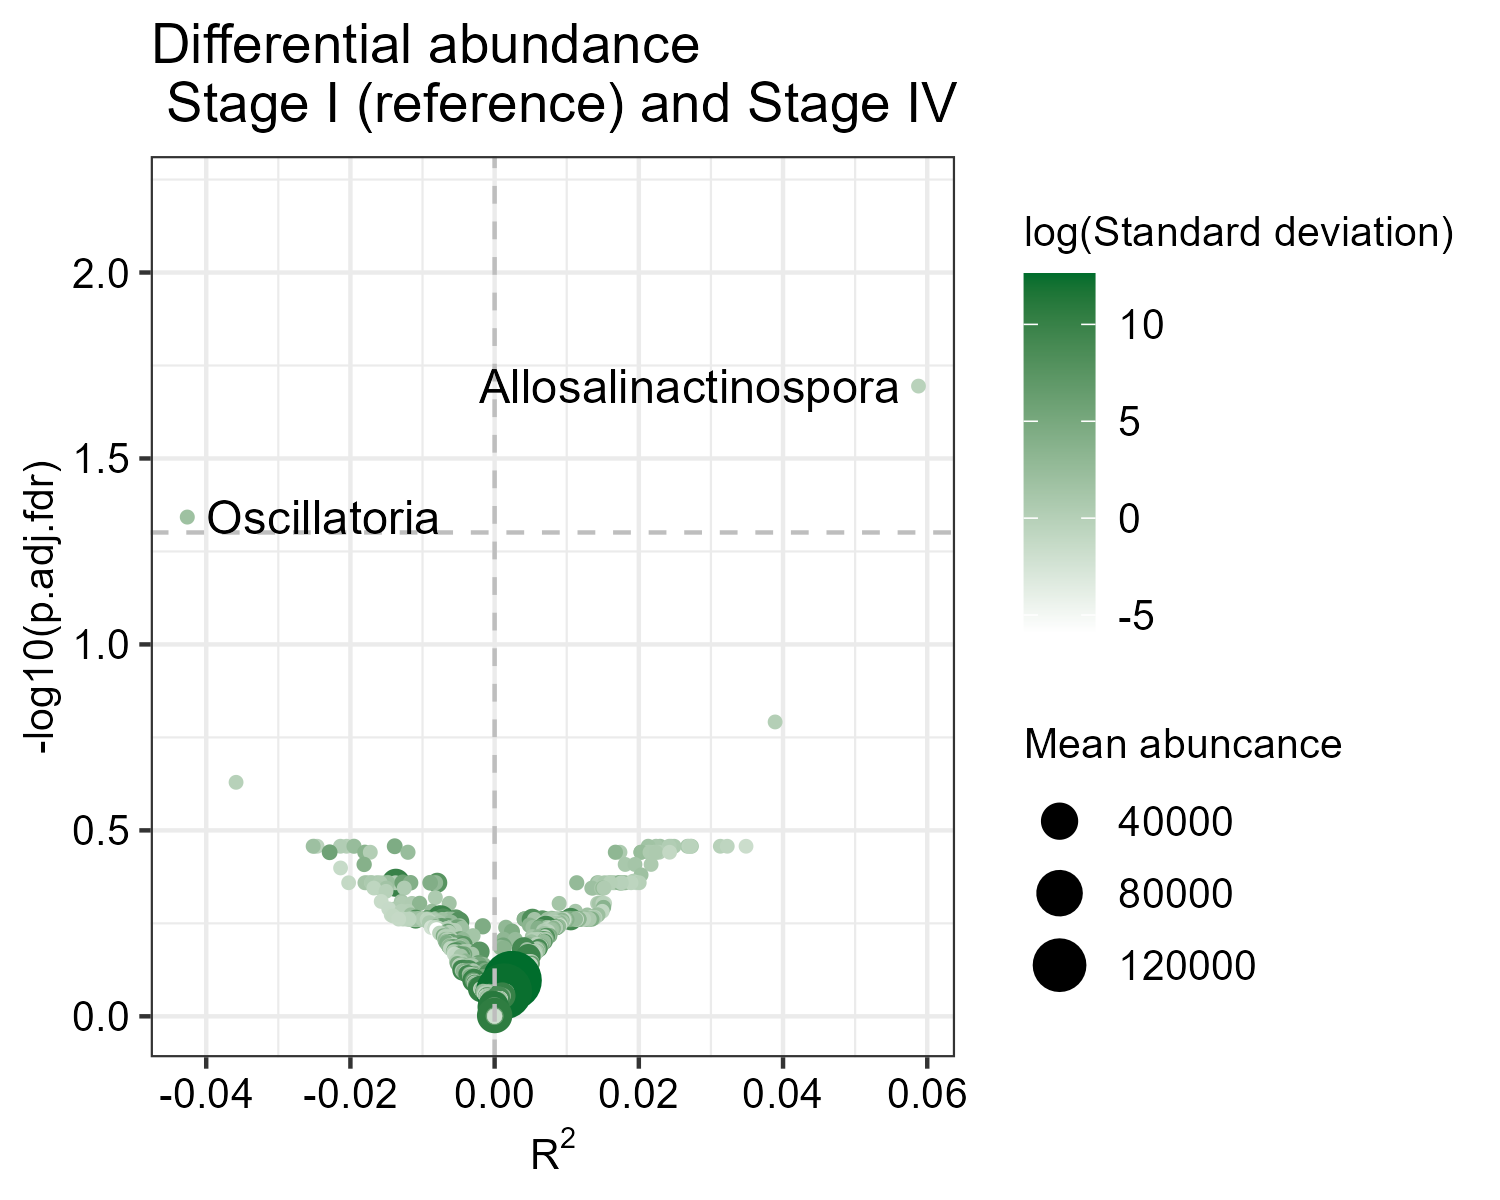 Differential abundance
Stage I (reference) and Stage IV
-log10(p.adj.fdr)
2.0
1.5
1.0
0.5
0.0
Allosalinactinospora
Oscillatoria
-0.04
-0.02
0.00
0.02
0.04
0.06
R²
log(Standard deviation)
10
5
0
-5
Mean abuncance
40000
80000
120000